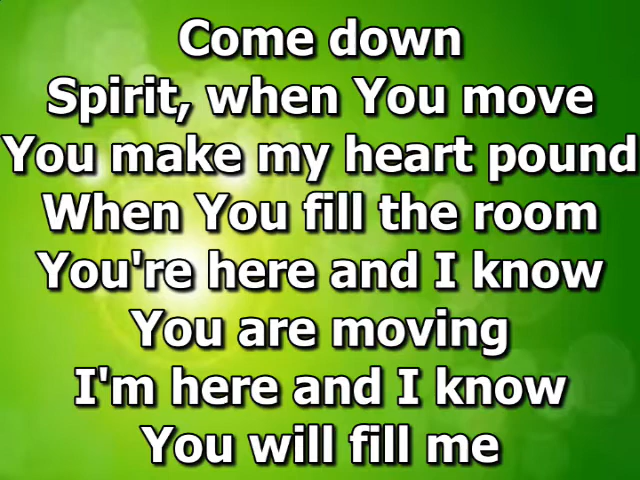 Come down
Spirit, when You move
You make my heart pound
When You fill the room
You're here and I know
You are moving
I'm here and I know
You will fill me